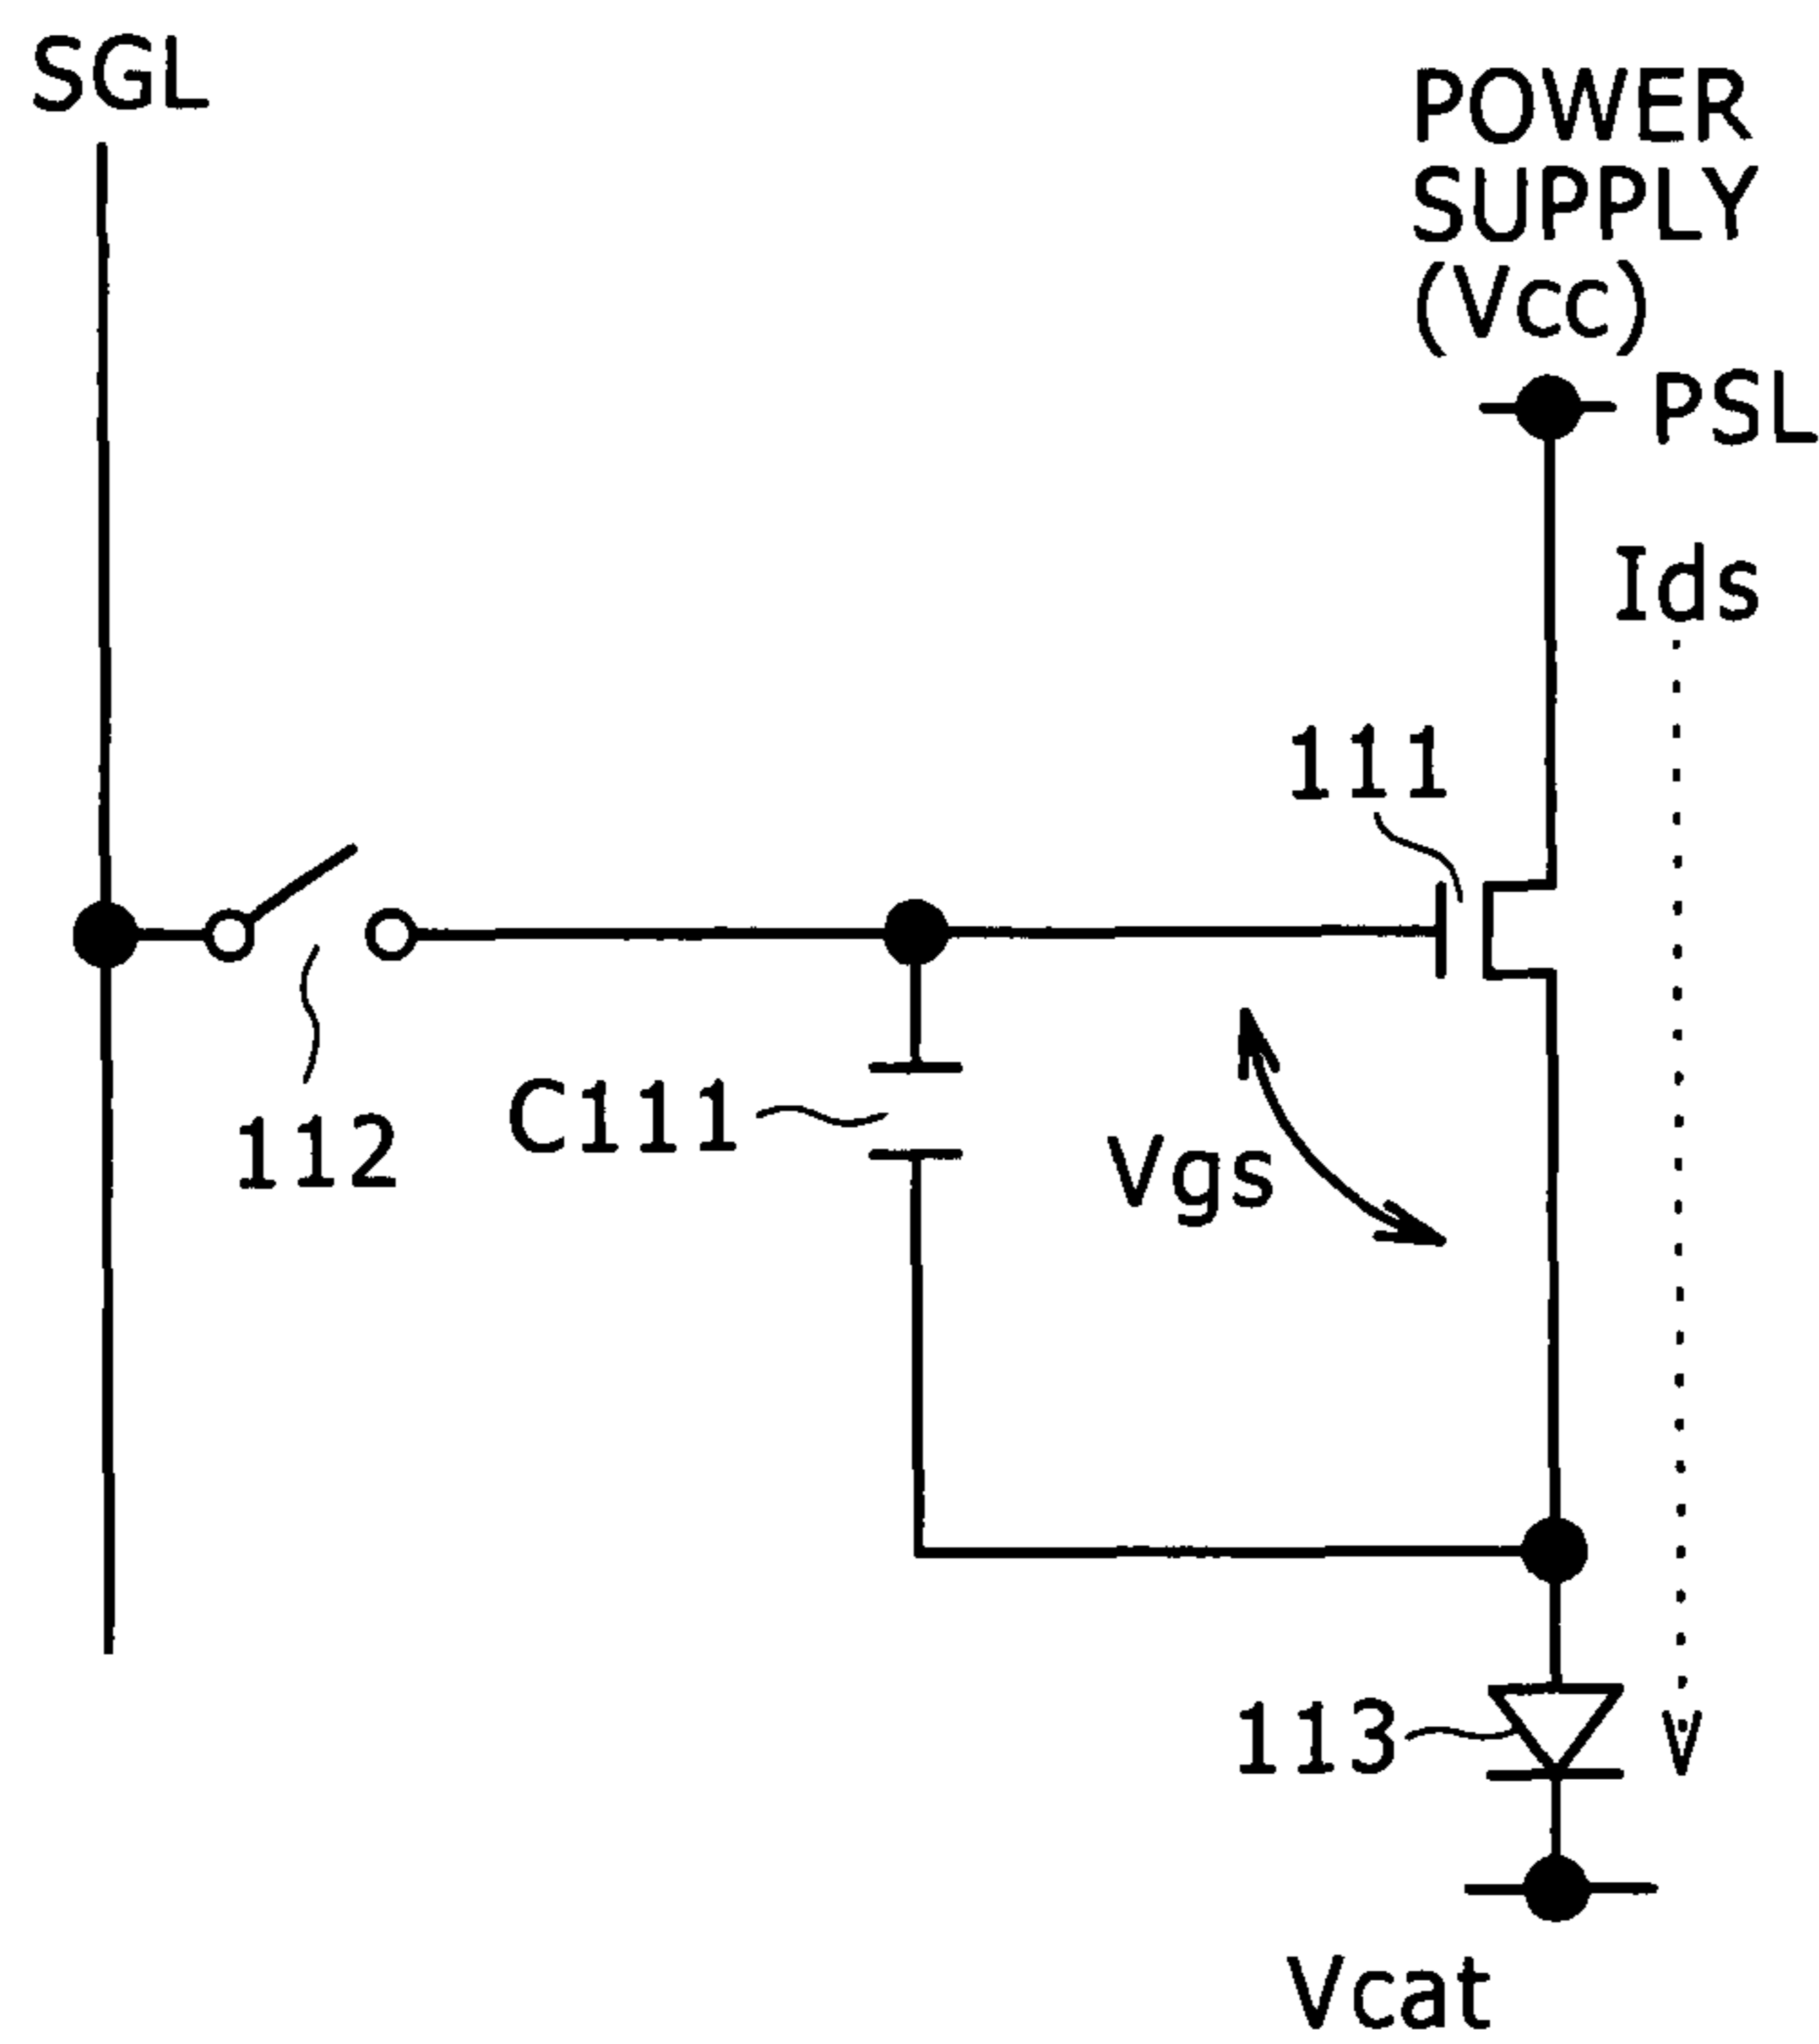 SGL
POWER
SUPPLY
(Vcc)
PSL
Ids
111
112
C111
Vgs
113
Vcat